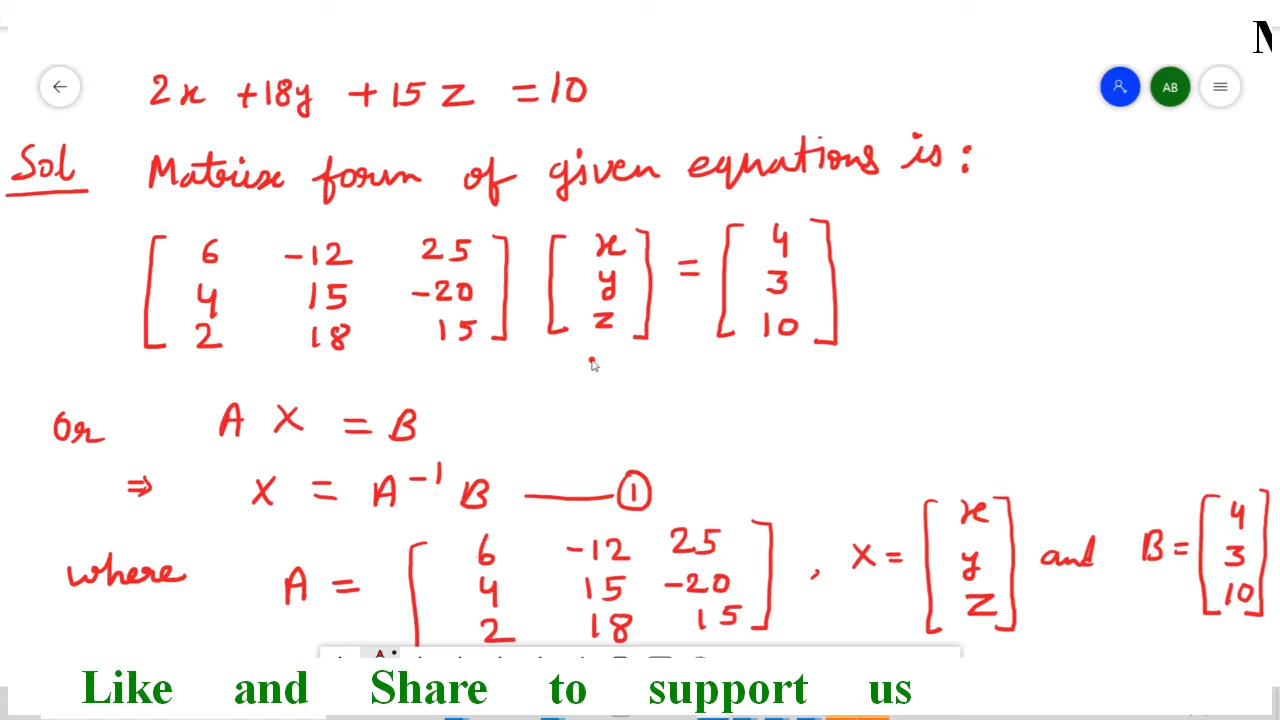 M
AB
2x + 18y + 15z = 10
Sol Matrix form of given equations is:
[ 6 -12 25 ] [ x ] = [ 4 ]
[ 4 15 -20 ] [ y ] [ 3 ]
[ 2 18 15 ] [ z ] [ 10 ]
Or A X = B
⇒ X = A⁻¹ B —— ①
where A = [ 6 -12 25 ] , X = [ x ] and B = [ 4 ]
[ 4 15 -20 ] [ y ] [ 3 ]
[ 2 18 15 ] [ z ] [ 10 ]
Like and Share to support us